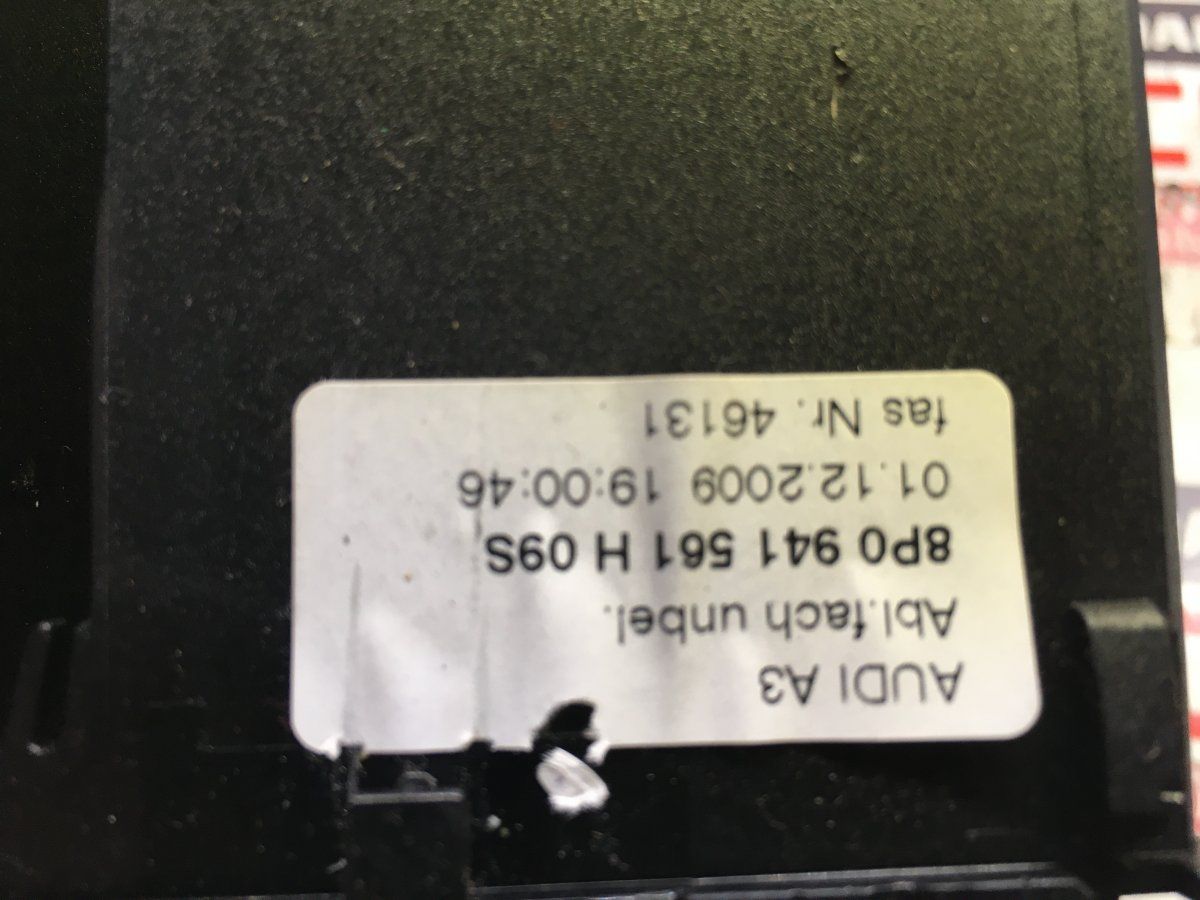 AUDI A3
Abl.fach unbel.
8P0 941 561 H 09S
01.12.2009 19:00:46
fas Nr. 46131